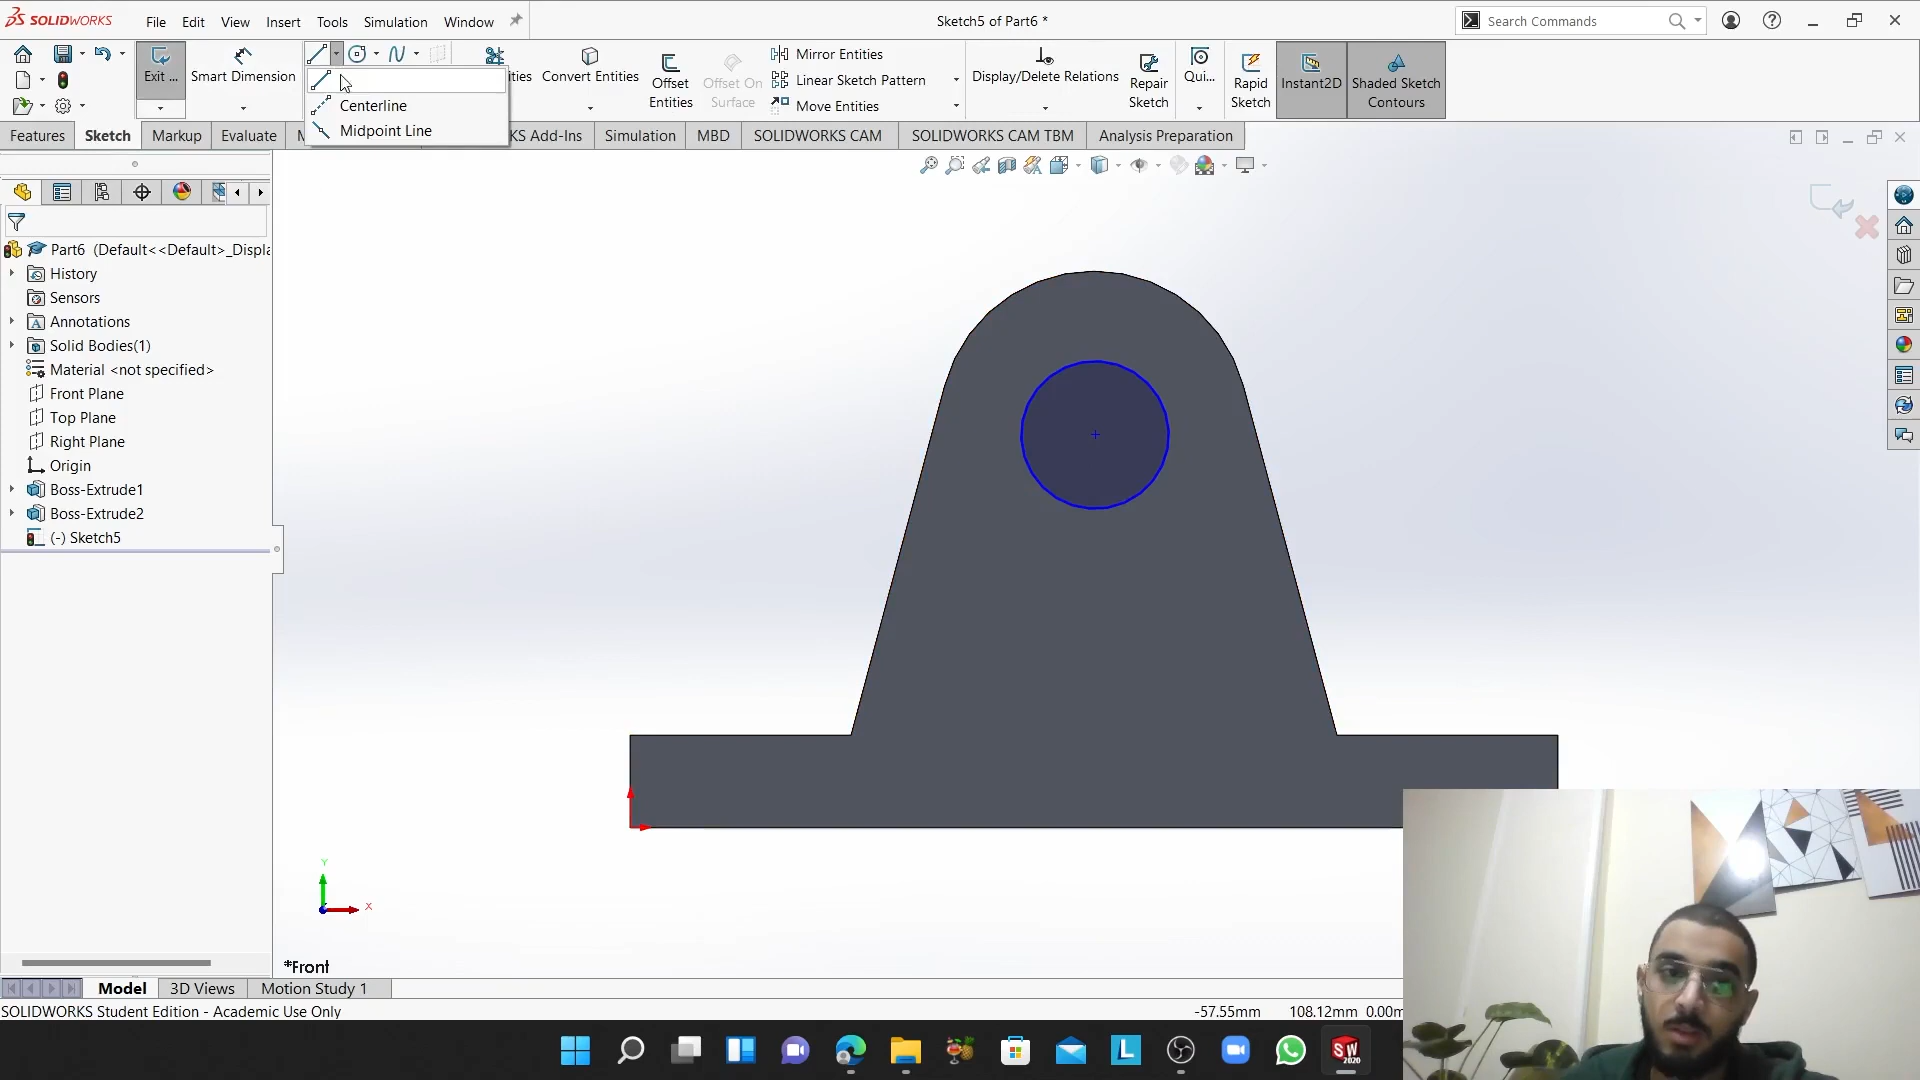 SOLIDWORKS
File
Edit
View
Insert
Tools
Simulation
Window
Sketch5 of Part6 *
Search Commands
Exit ...
Smart Dimension
ities
Convert Entities
Offset
Entities
Offset On
Surface
Mirror Entities
Linear Sketch Pattern
Move Entities
Display/Delete Relations
Repair
Sketch
Qui...
Rapid
Sketch
Instant2D
Shaded Sketch
Contours
Centerline
Midpoint Line
Features
Sketch
Markup
Evaluate
M
KS Add-Ins
Simulation
MBD
SOLIDWORKS CAM
SOLIDWORKS CAM TBM
Analysis Preparation
Part6 (Default<<Default>_Displa
History
Sensors
Annotations
Solid Bodies(1)
Material <not specified>
Front Plane
Top Plane
Right Plane
Origin
Boss-Extrude1
Boss-Extrude2
(-) Sketch5
Y
X
*Front
Model
3D Views
Motion Study 1
SOLIDWORKS Student Edition - Academic Use Only
-57.55mm
108.12mm
0.00m
L
SW
2020